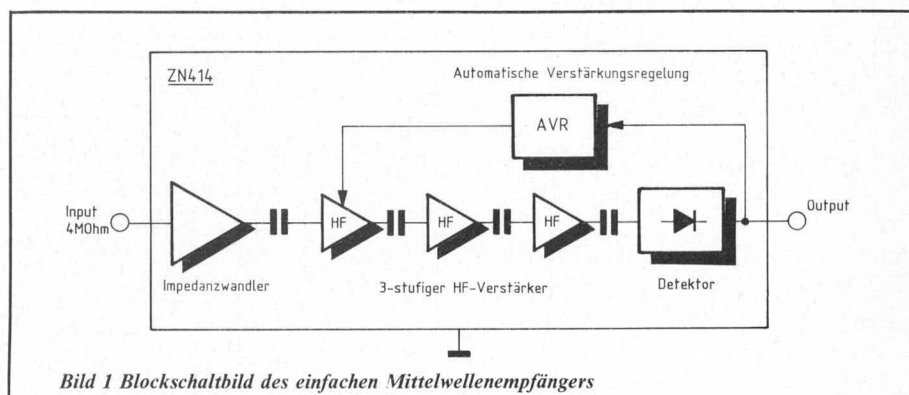 ZN414
Automatische Verstärkungsregelung
AVR
Input
4MOhm
HF
HF
HF
Output
Impedanzwandler
3-stufiger HF-Verstärker
Detektor
Bild 1 Blockschaltbild des einfachen Mittelwellenempfängers